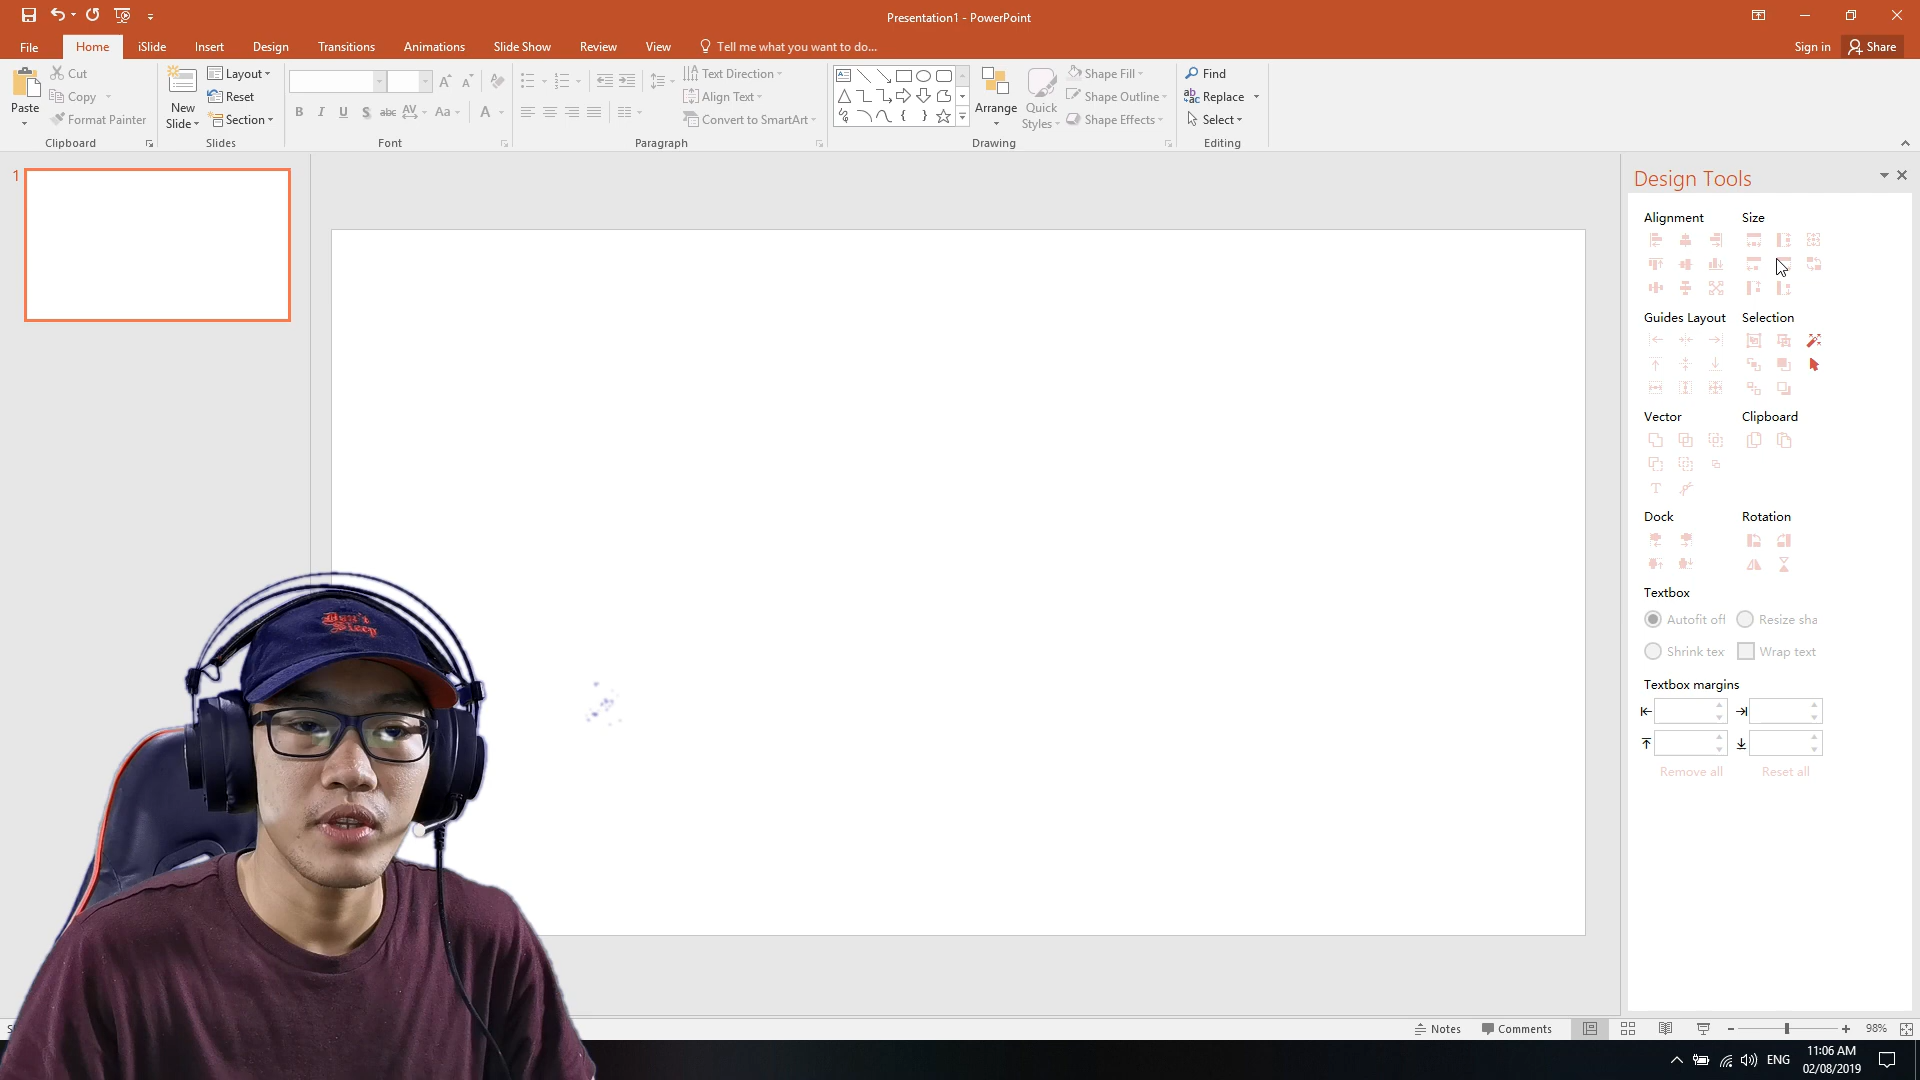 Presentation1 - PowerPoint
File Home iSlide Insert Design Transitions Animations Slide Show Review View Tell me what you want to do... Sign in Share
Paste
Cut
Copy
Format Painter
Clipboard
New
Slide
Layout
Reset
Section
Slides
B I U S abc AV Aa A
Font
Text Direction
Align Text
Convert to SmartArt
Paragraph
Arrange
Quick
Styles
Shape Fill
Shape Outline
Shape Effects
Drawing
Find
Replace
Select
Editing
1
Design Tools
Alignment Size
Guides Layout Selection
Vector Clipboard
Dock Rotation
Textbox
Autofit off Resize sha
Shrink tex Wrap text
Textbox margins
Remove all Reset all
Don't
Sleep
Notes Comments 98%
ENG
11:06 AM
02/08/2019